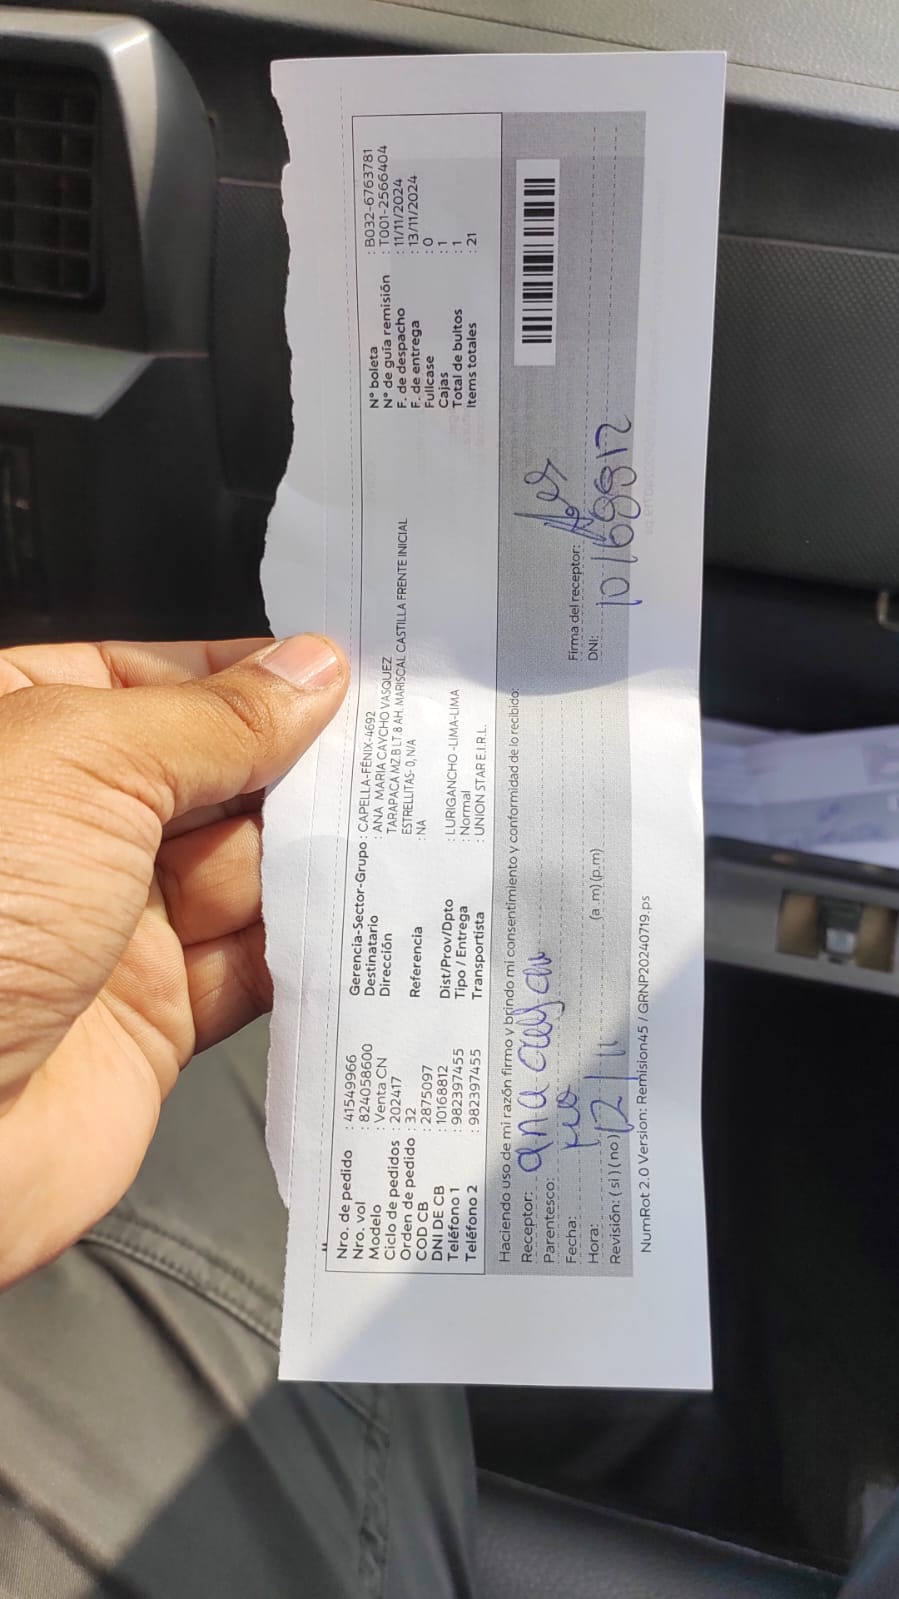 Nro. de pedido : 41549966
Nro. vol : 824058600
Modelo : Venta CN
Ciclo de pedidos : 202417
Orden de pedido : 32
COD CB : 2875097
DNI DE CB : 10168812
Teléfono 1 : 982397455
Teléfono 2 : 982397455
Gerencia-Sector-Grupo : CAPELLA-FÉNIX-4692
Destinatario : ANA MARIA CAYCHO VASQUEZ
Dirección TARAPACA MZ.B LT.8 AH. MARISCAL CASTILLA FRENTE INICIAL
ESTRELLITAS- 0, N/A
Referencia : NA
Dist/Prov/Dpto : LURIGANCHO -LIMA-LIMA
Tipo / Entrega : Normal
Transportista : UNION STAR E.I.R.L.
N° boleta : B032-6763781
N° de guía remisión : T001-2566404
F. de despacho : 11/11/2024
F. de entrega : 13/11/2024
Fullcase : 0
Cajas : 1
Total de bultos : 1
Items totales : 21
Haciendo uso de mi razón firmo y brindo mi consentimiento y conformidad de lo recibido:
Receptor: ana
Parentesco:
Fecha: 12/11
Hora: (a .m) (p.m)
Revisión: ( si ) ( no )
Firma del receptor:
DNI: 10168812
NumRot 2.0 Version: Remision45 / GRNP20240719.ps